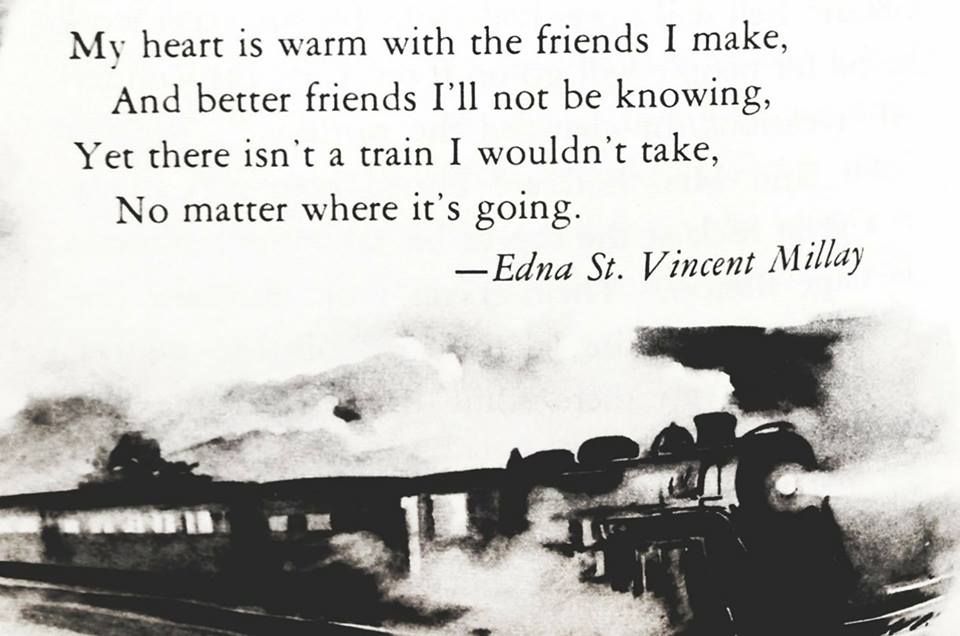 My heart is warm with the friends I make,
And better friends I'll not be knowing,
Yet there isn't a train I wouldn't take,
No matter where it's going.
—Edna St. Vincent Millay